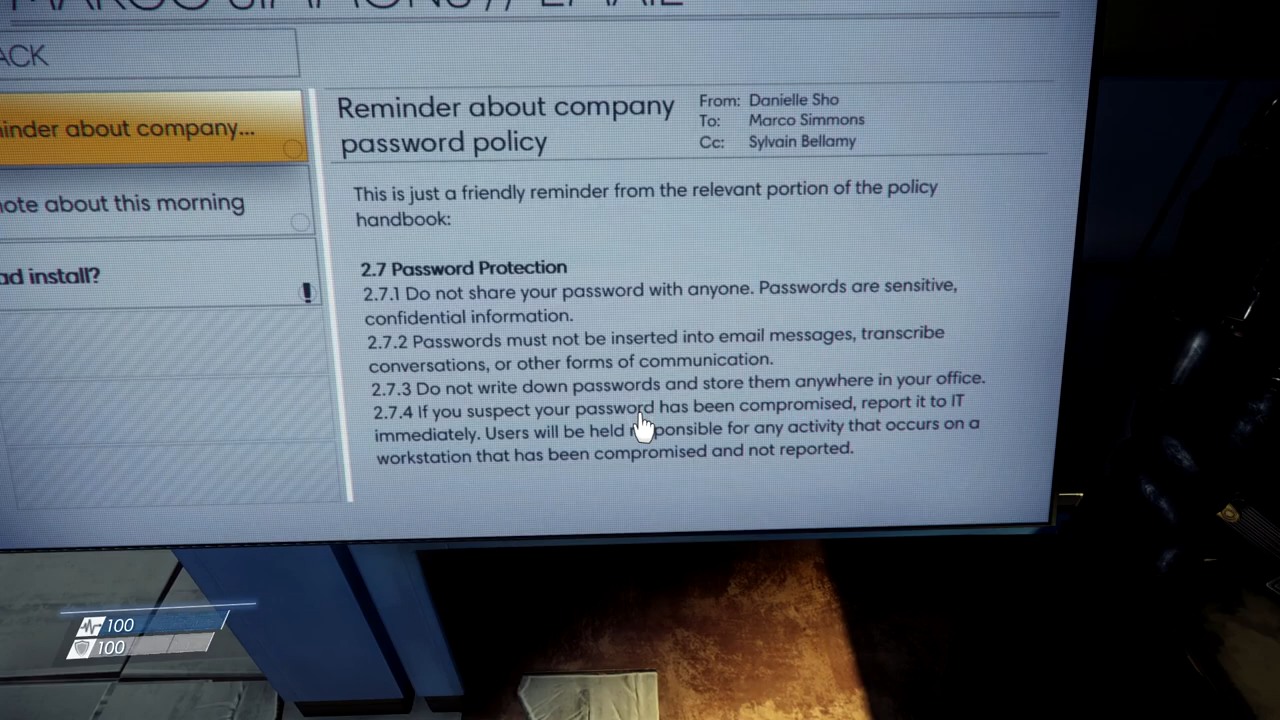 MARCO SIMMONS // EMAIL
ACK
inder about company...
ote about this morning
ad install?
!
Reminder about company
password policy
From: Danielle Sho
To: Marco Simmons
Cc: Sylvain Bellamy
This is just a friendly reminder from the relevant portion of the policy
handbook:
2.7 Password Protection
2.7.1 Do not share your password with anyone. Passwords are sensitive,
confidential information.
2.7.2 Passwords must not be inserted into email messages, transcribe
conversations, or other forms of communication.
2.7.3 Do not write down passwords and store them anywhere in your office.
2.7.4 If you suspect your password has been compromised, report it to IT
immediately. Users will be held responsible for any activity that occurs on a
workstation that has been compromised and not reported.
100
100